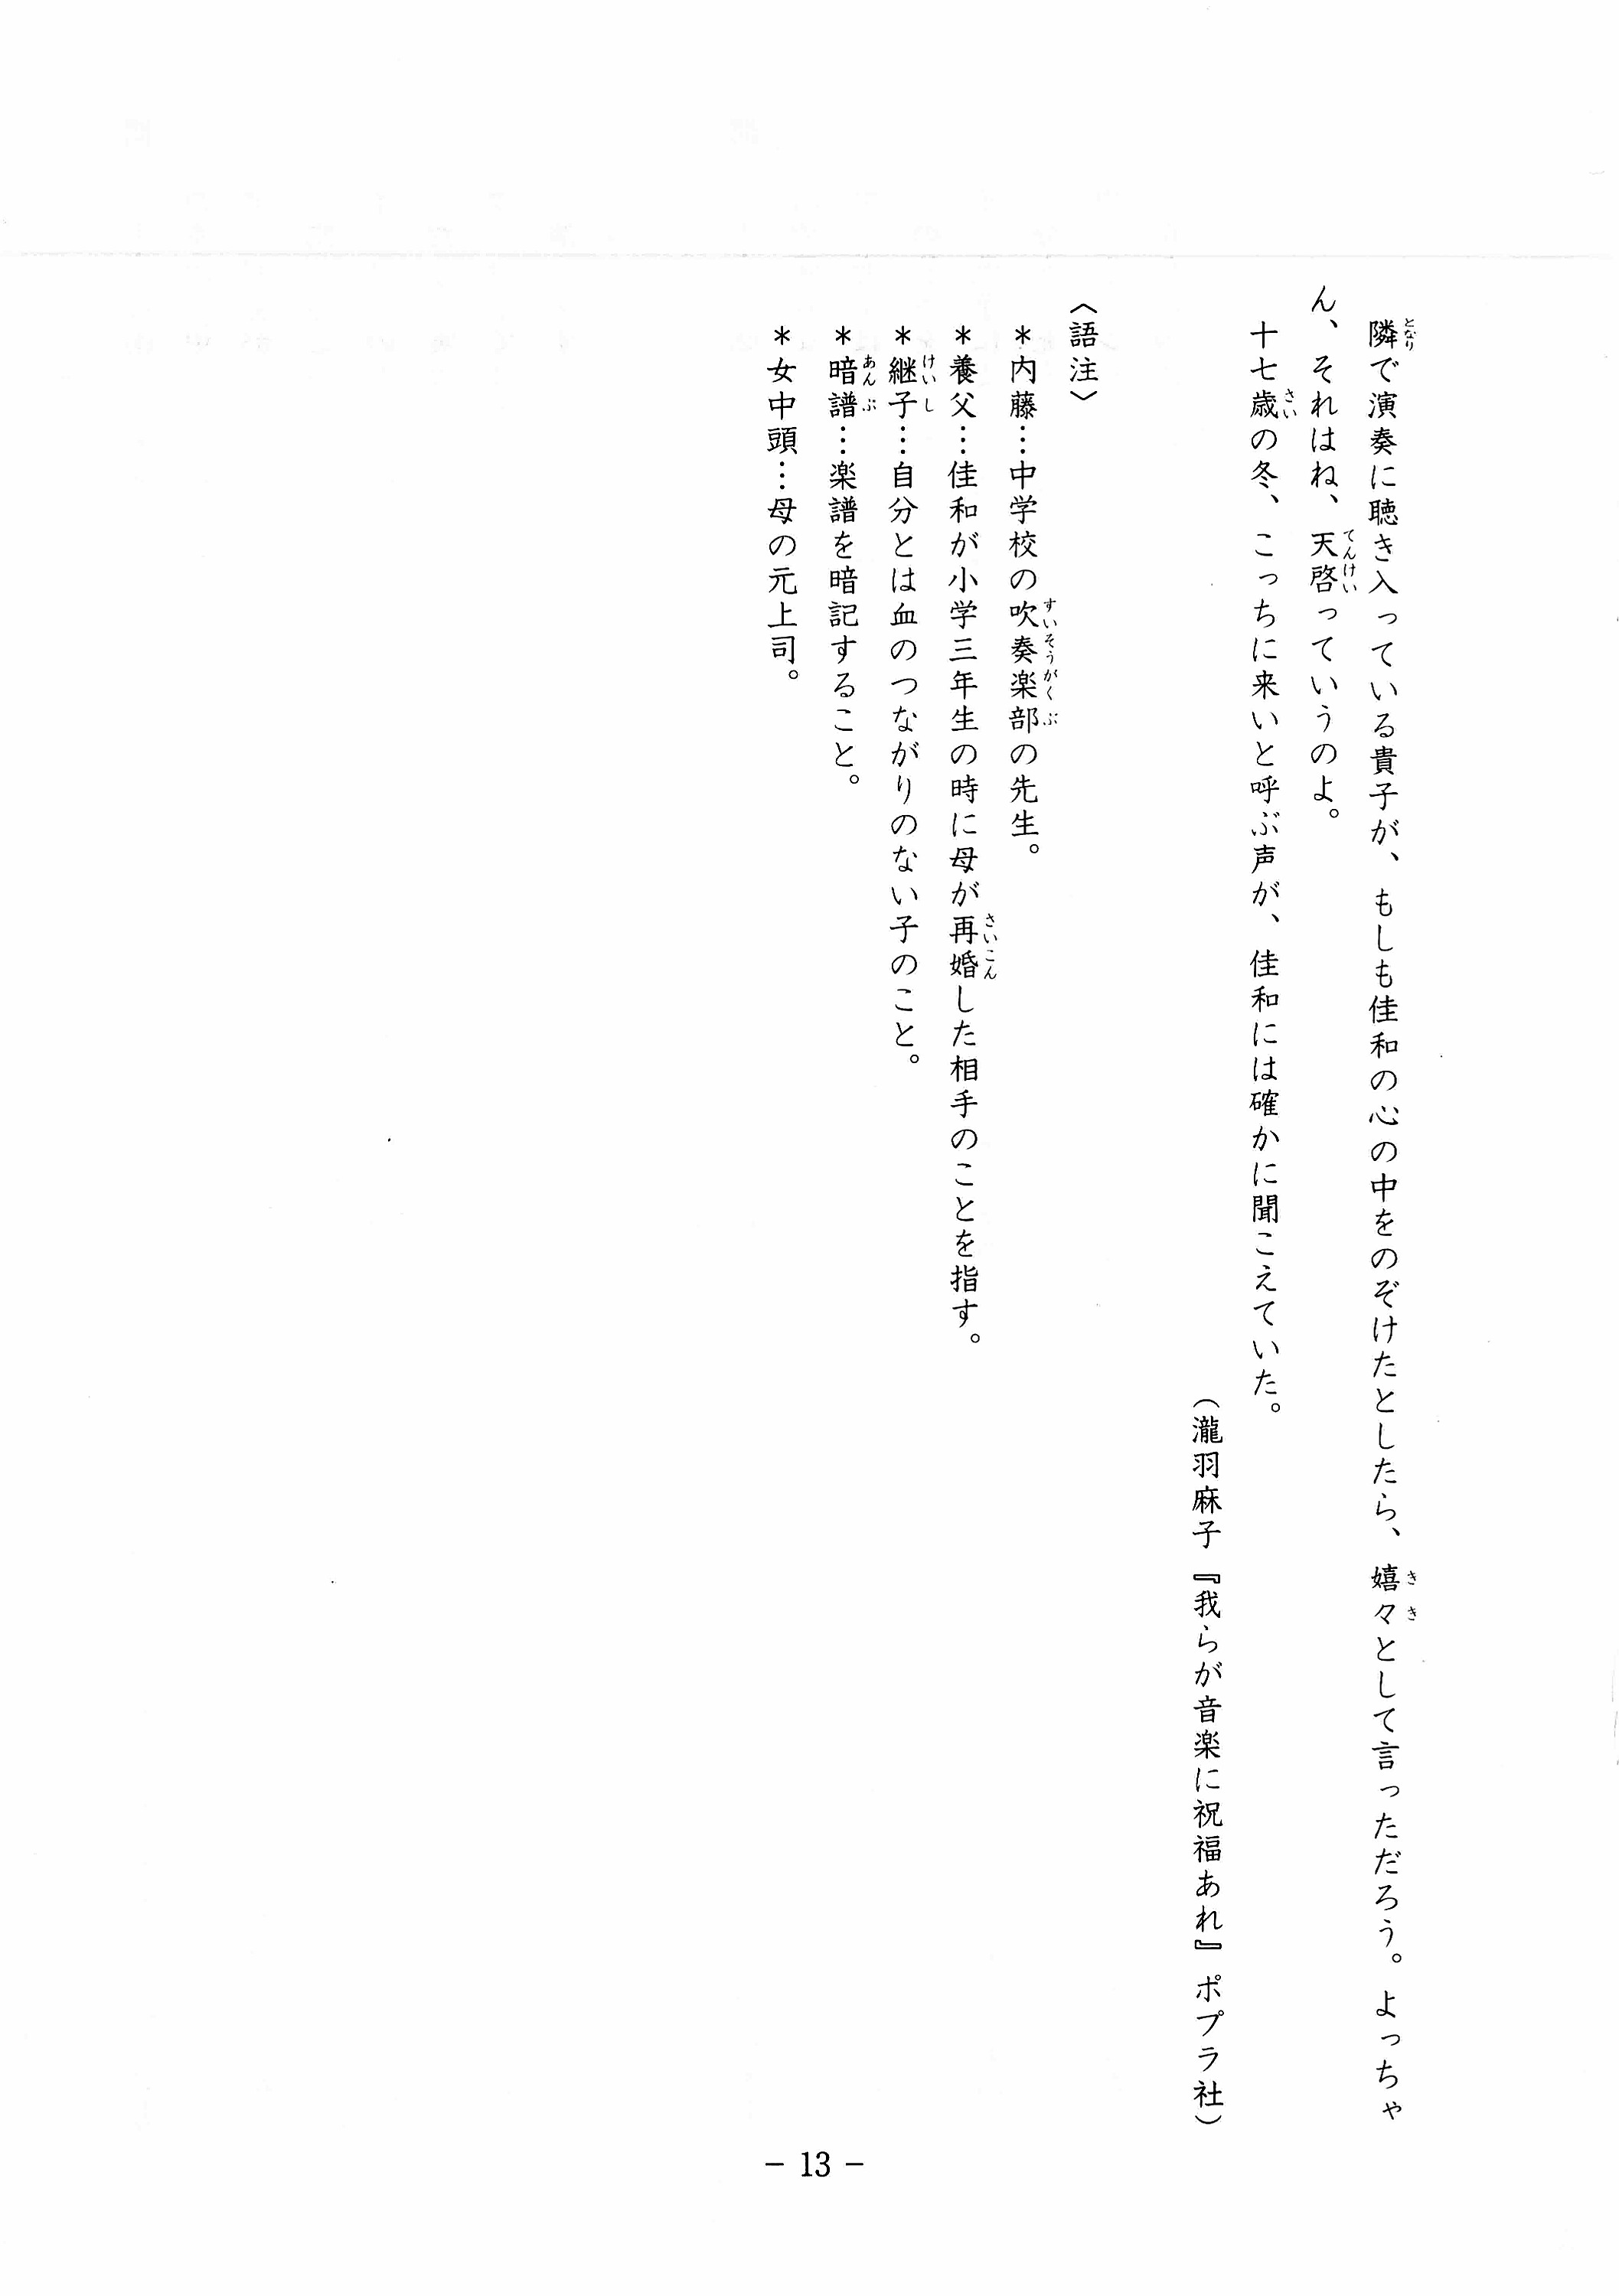 隣で演奏に聴き入っている貴子が、もしも佳和の心の中をのぞけたとしたら、嬉々として言っただろう。よっちゃ
ん、それはね、天啓っていうのよ。
十七歳の冬、こっちに来いと呼ぶ声が、佳和には確かに聞こえていた。
（瀧羽麻子『我らが音楽に祝福あれ』ポプラ社）
〈語注〉
＊内藤…中学校の吹奏楽部の先生。
＊養父…佳和が小学三年生の時に母が再婚した相手のことを指す。
＊継子…自分とは血のつながりのない子のこと。
＊暗譜…楽譜を暗記すること。
＊女中頭…母の元上司。
－ 13 －